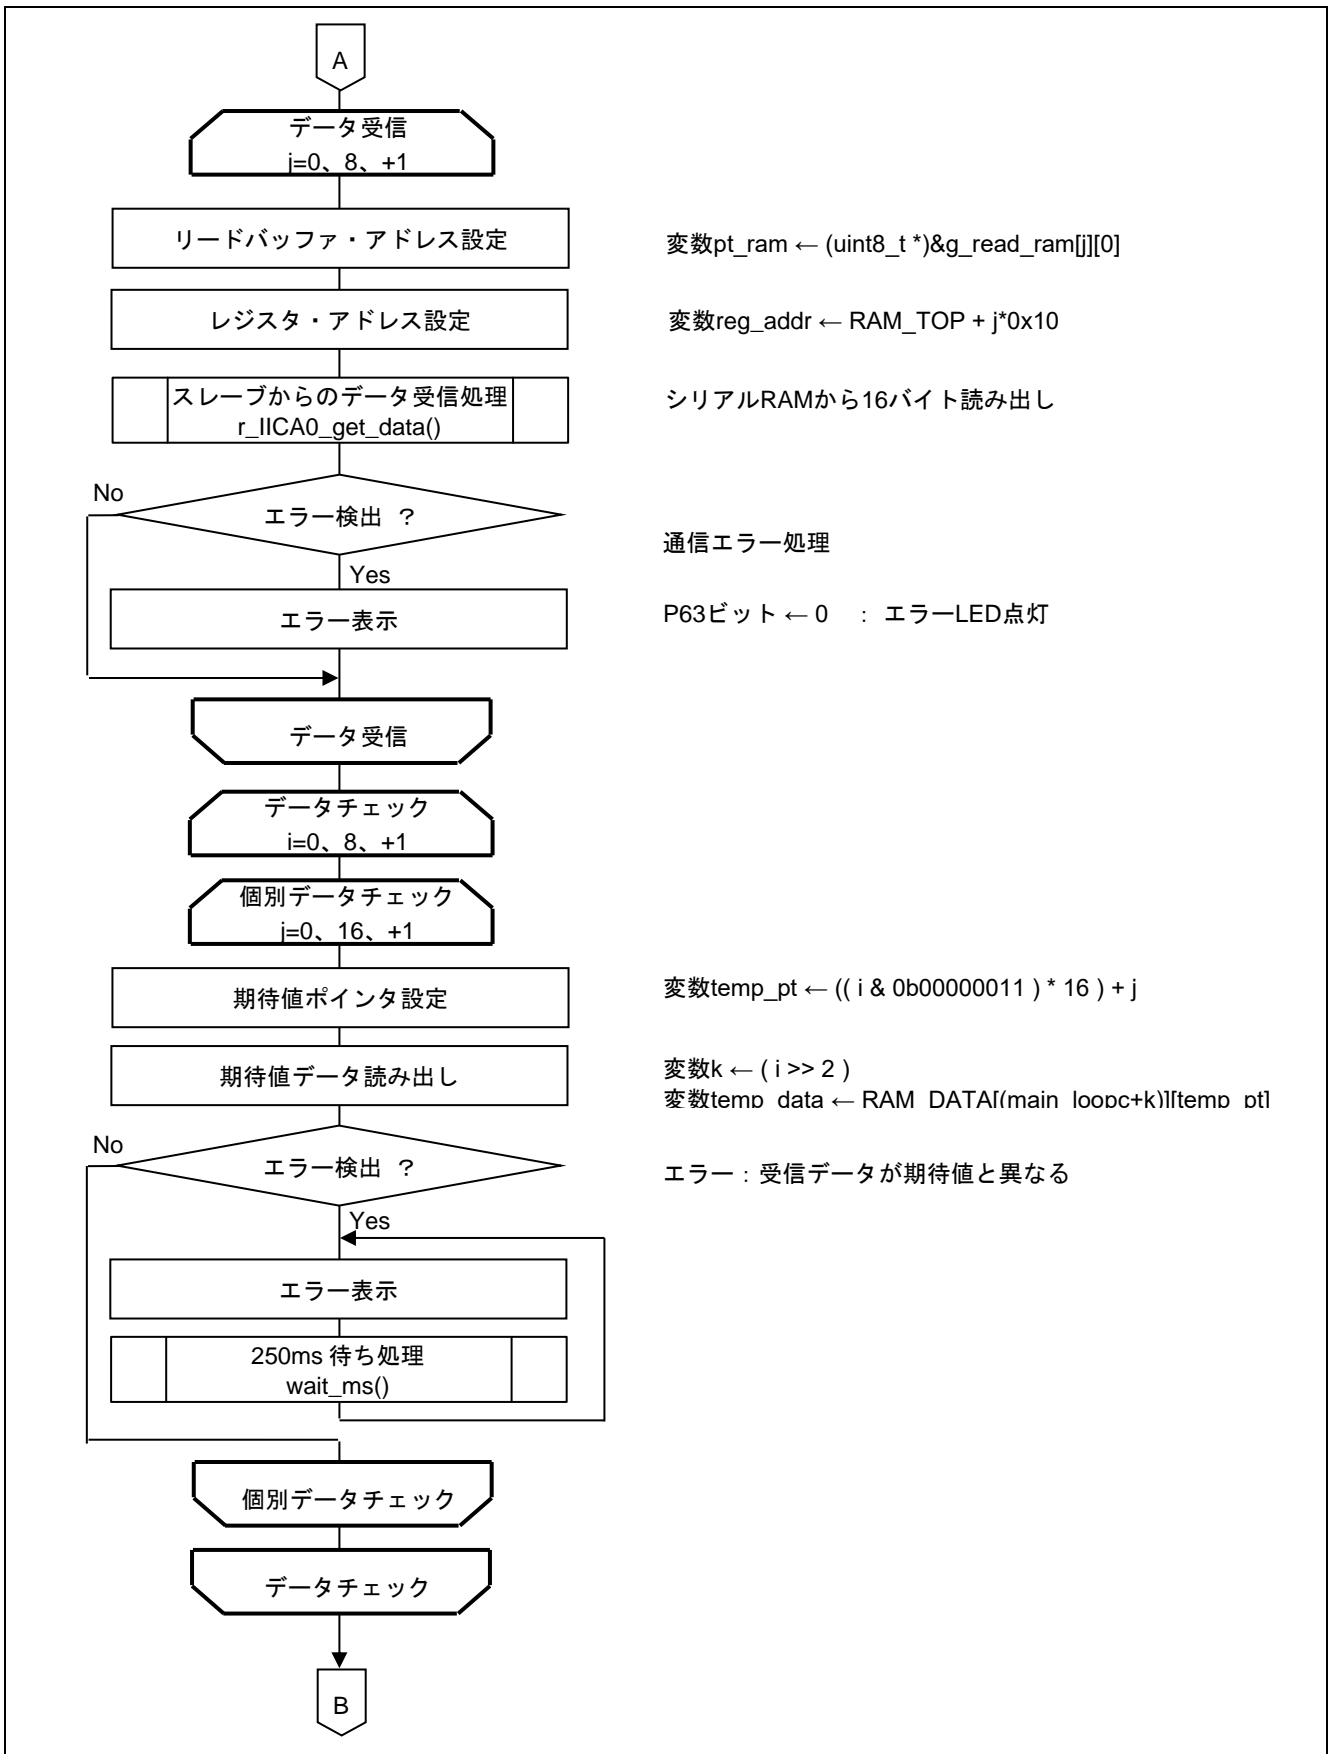 A
データ受信
j=0、8、+1
リードバッファ・アドレス設定
変数pt_ram ← (uint8_t *)&g_read_ram[j][0]
レジスタ・アドレス設定
変数reg_addr ← RAM_TOP + j*0x10
スレーブからのデータ受信処理
r_IICA0_get_data()
シリアルRAMから16バイト読み出し
No
エラー検出 ？
通信エラー処理
Yes
エラー表示
P63ビット ← 0 ： エラーLED点灯
データ受信
データチェック
i=0、8、+1
個別データチェック
j=0、16、+1
期待値ポインタ設定
変数temp_pt ← (( i & 0b00000011 ) * 16 ) + j
期待値データ読み出し
変数k ← ( i >> 2 )
変数temp_data ← RAM_DATA[(main_loopc+k)][temp_pt]
No
エラー検出 ？
エラー：受信データが期待値と異なる
Yes
エラー表示
250ms 待ち処理
wait_ms()
個別データチェック
データチェック
B